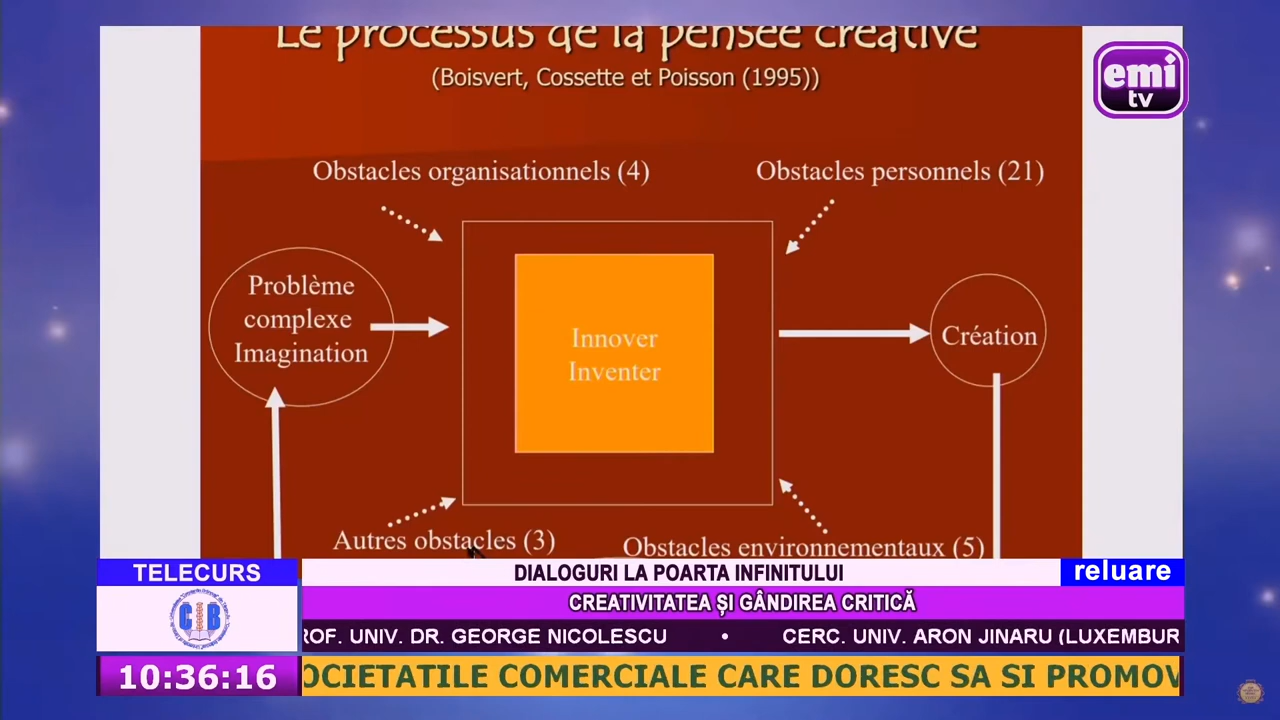 Le processus de la pensée créative
(Boisvert, Cossette et Poisson (1995))
emi
tv
Obstacles organisationnels (4)
Obstacles personnels (21)
Problème
complexe
Imagination
Innover
Inventer
Création
Autres obstacles (3)
Obstacles environnementaux (5)
TELECURS
DIALOGURI LA POARTA INFINITULUI
reluare
CREATIVITATEA ȘI GÂNDIREA CRITICĂ
CB
ROF. UNIV. DR. GEORGE NICOLESCU • CERC. UNIV. ARON JINARU (LUXEMBUR
10:36:16
OCIETATILE COMERCIALE CARE DORESC SA SI PROMOV